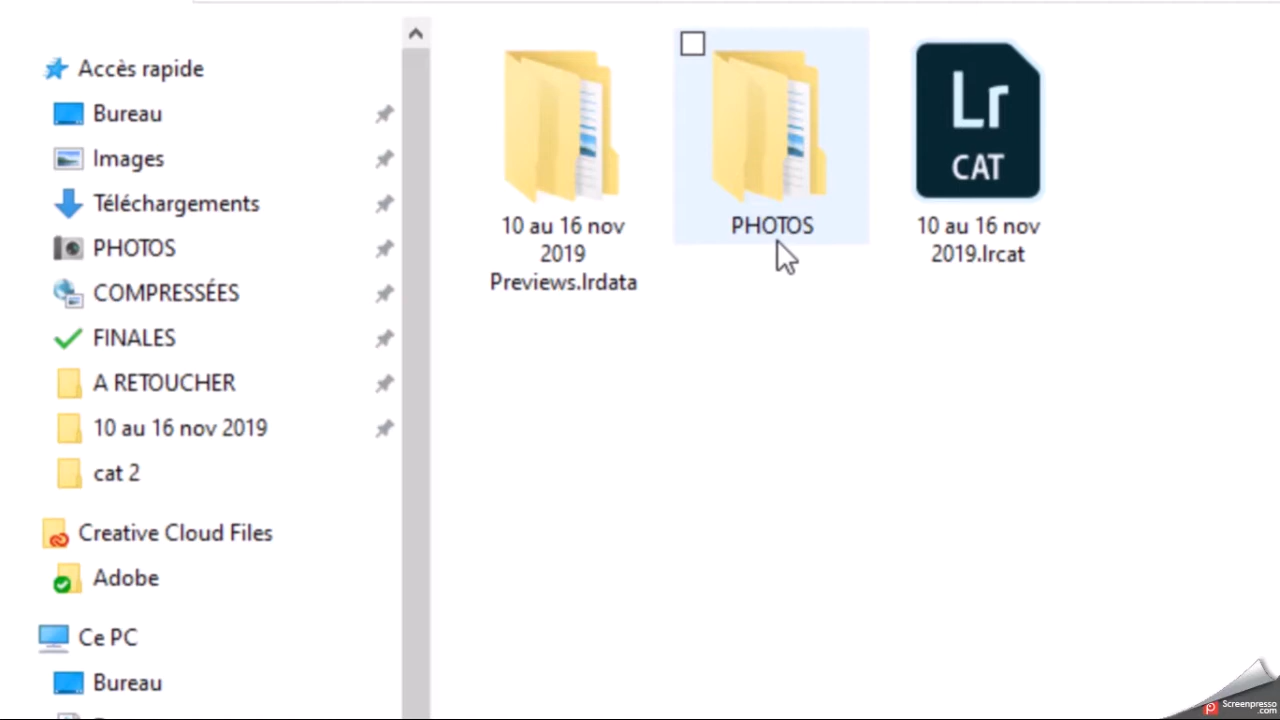 Accès rapide
Bureau
Images
Téléchargements
PHOTOS
COMPRESSÉES
FINALES
A RETOUCHER
10 au 16 nov 2019
cat 2
Creative Cloud Files
Adobe
Ce PC
Bureau
10 au 16 nov
2019
Previews.lrdata
PHOTOS
Lr
CAT
10 au 16 nov
2019.lrcat
Screenpresso
.com